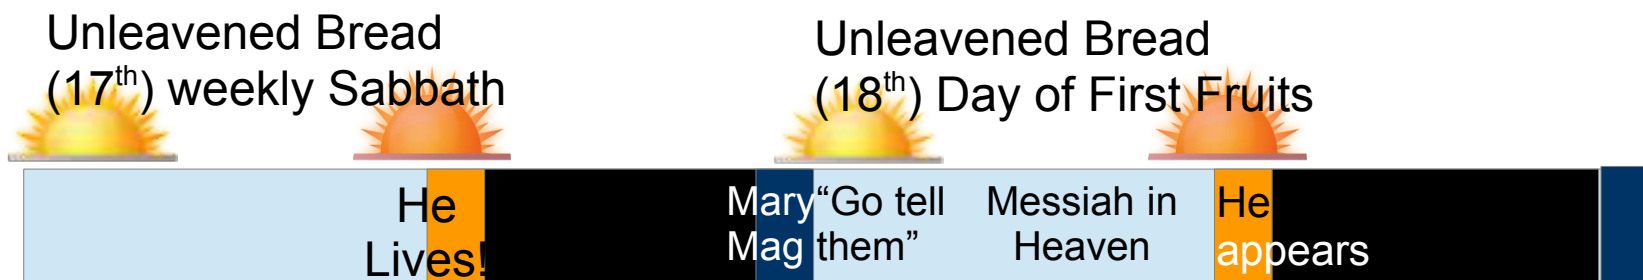 Unleavened Bread
(17th) weekly Sabbath
Unleavened Bread
(18th) Day of First Fruits
He
Lives!
Mary
Mag
“Go tell
them”
Messiah in
Heaven
He
appears